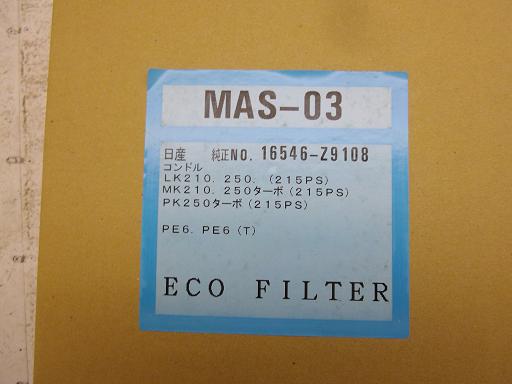 MAS-03
日産 純正NO. 16546-Z9108
コンドル
LK210. 250. (215PS)
MK210. 250ターボ(215PS)
PK250ターボ(215PS)
PE6. PE6(T)
ECO FILTER